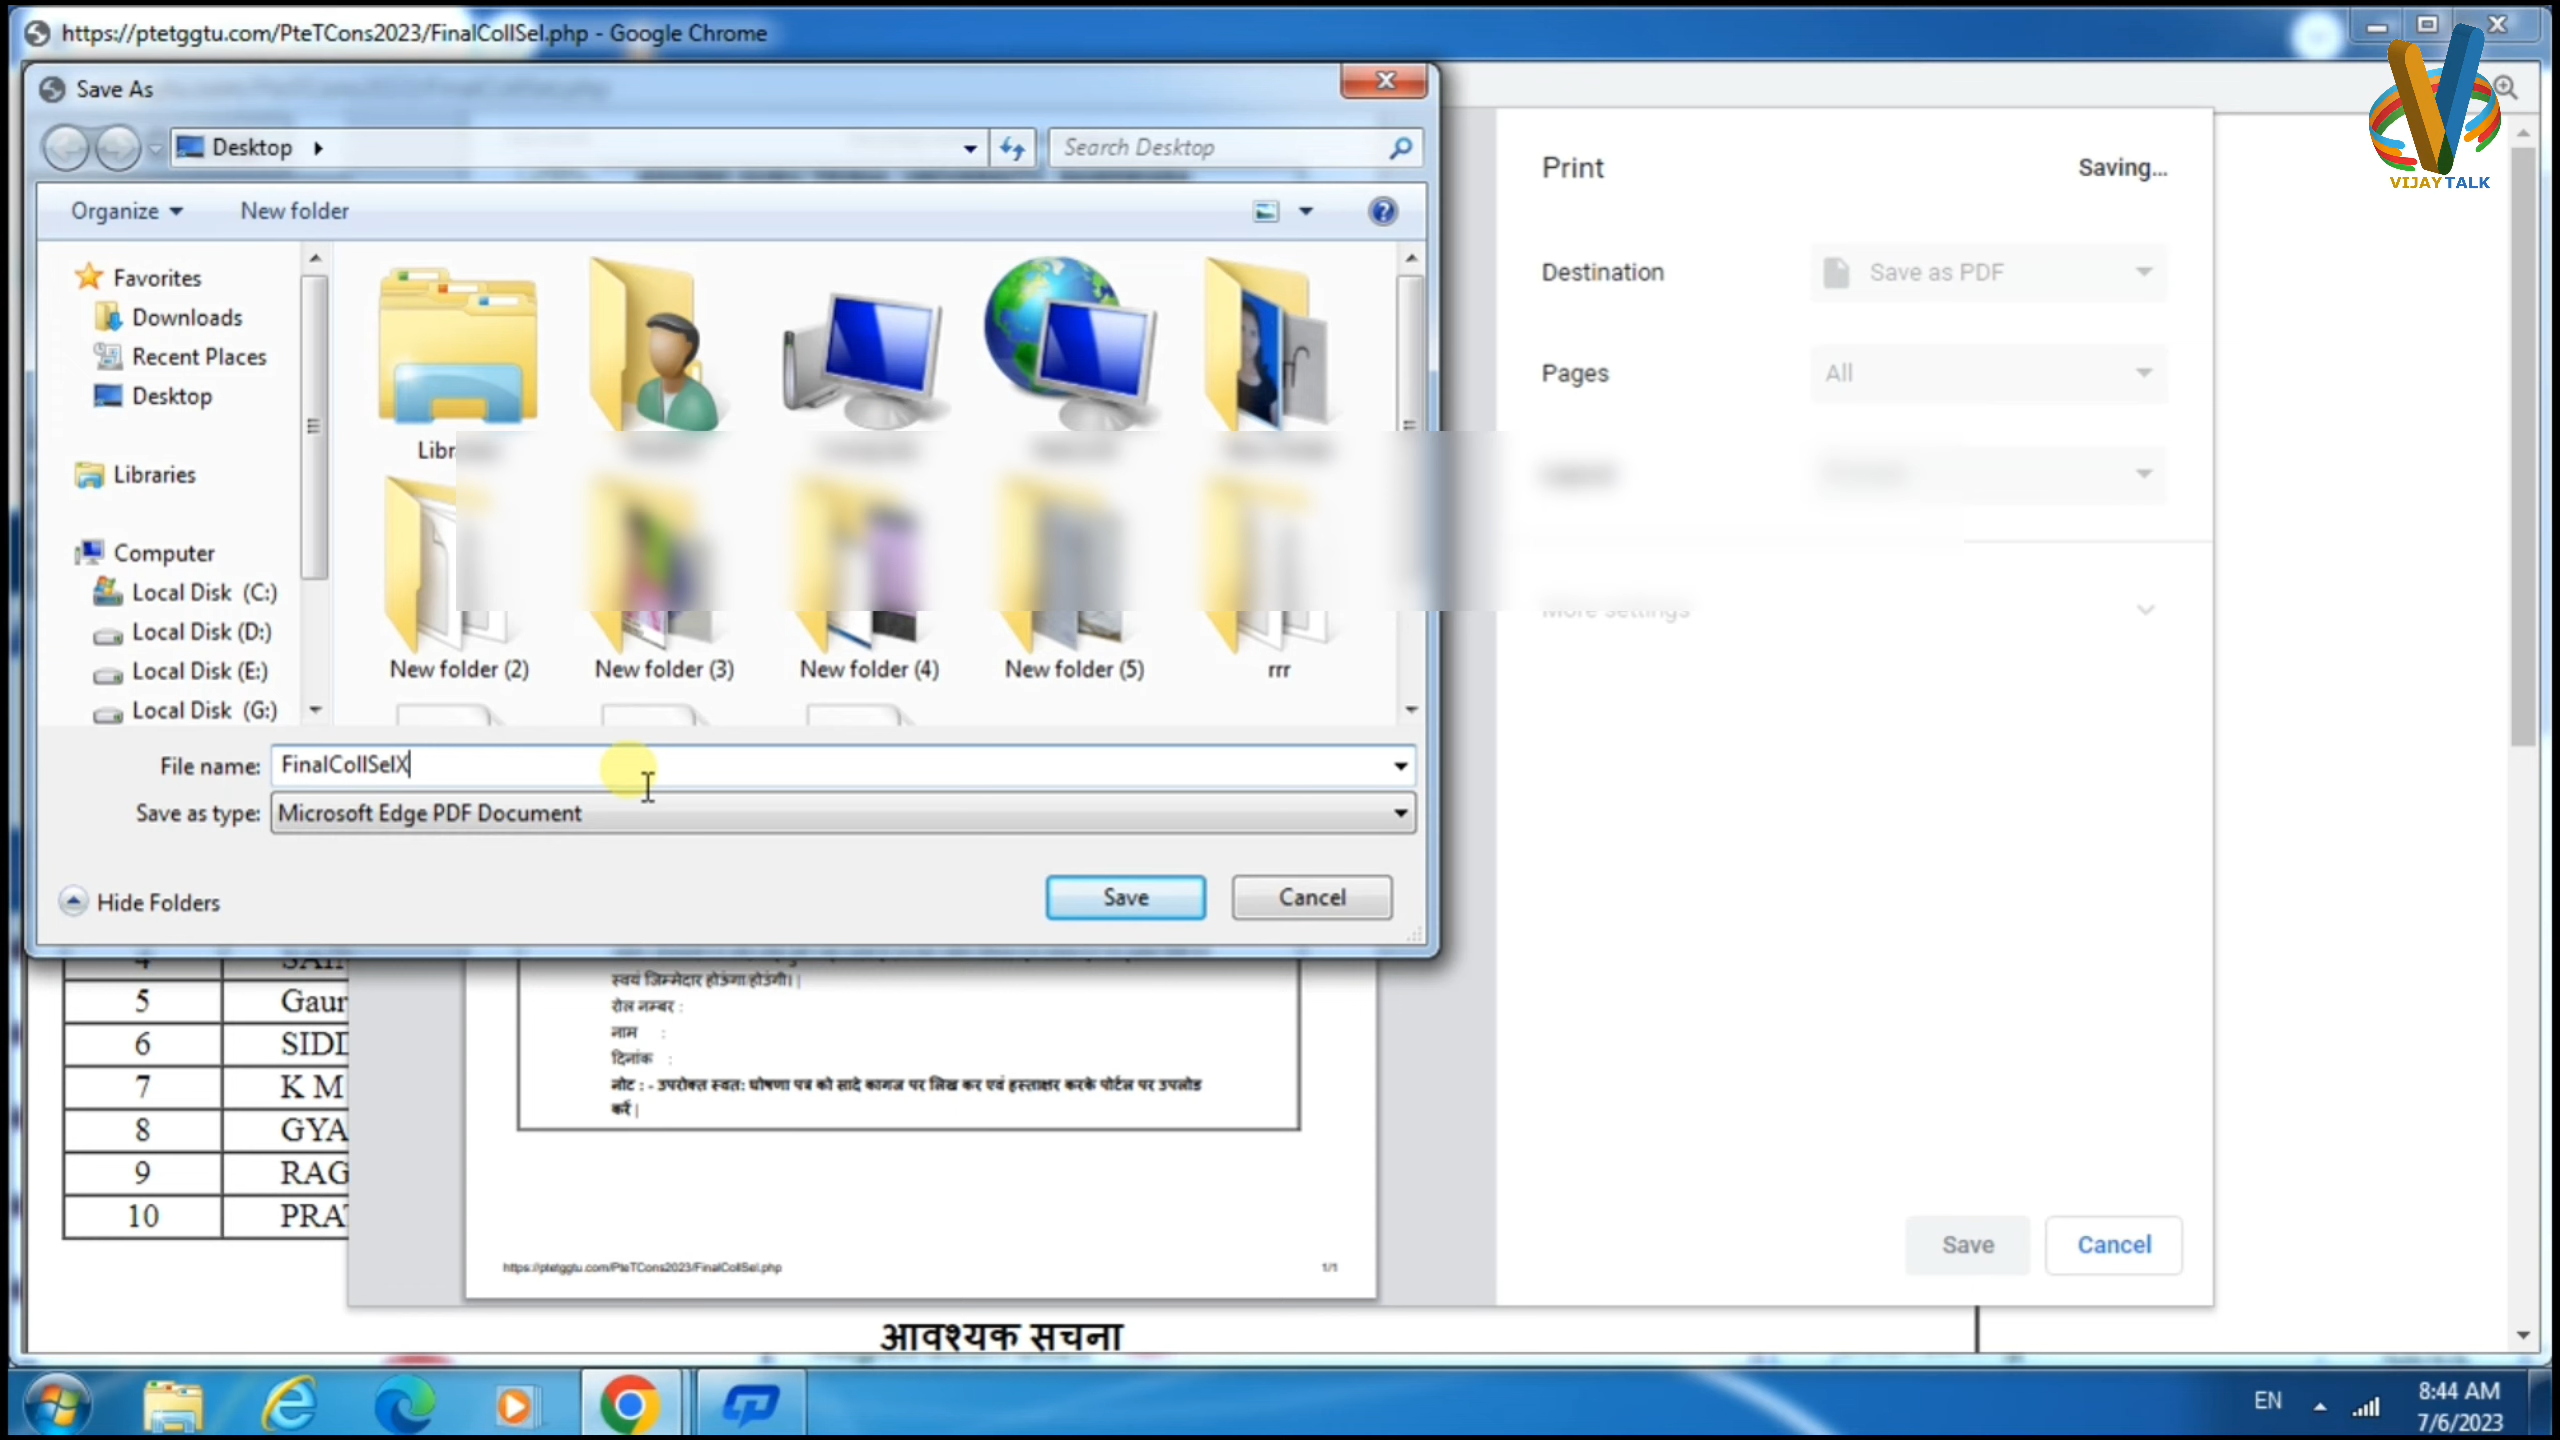 https://ptetggtu.com/PteTCons2023/FinalCollSel.php - Google Chrome
Save As
Desktop
Search Desktop
Organize
New folder
Favorites
Downloads
Recent Places
Desktop
Libraries
Computer
Local Disk (C:)
Local Disk (D:)
Local Disk (E:)
Local Disk (G:)
Libr
New folder (2)
New folder (3)
New folder (4)
New folder (5)
rrr
File name: FinalCollSelX
Save as type: Microsoft Edge PDF Document
Hide Folders
Save
Cancel
Print
Saving...
Destination
Save as PDF
Pages
All
More settings
Save
Cancel
VIJAY TALK
5 Gaur
6 SIDD
7 K M
8 GYA
9 RAG
10 PRAT
स्वयं जिम्मेदार होऊंगा/होउंगी। |
रोल नम्बर :
नाम :
दिनांक :
नोट : - उपरोक्त स्वत: घोषणा पत्र को सादे कागज पर लिख कर एवं हस्ताक्षर करके पोर्टल पर उपलोड
करें |
https://ptetggtu.com/PteTCons2023/FinalCollSel.php
1/1
आवश्यक सचना
EN
8:44 AM
7/6/2023